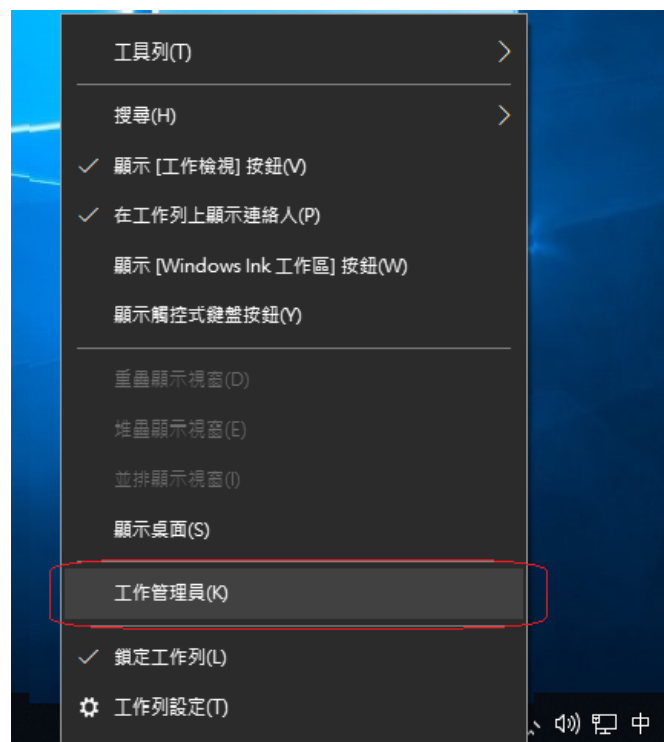 工具列(T)
搜尋(H)
顯示 [工作檢視] 按鈕(V)
在工作列上顯示連絡人(P)
顯示 [Windows Ink 工作區] 按鈕(W)
顯示觸控式鍵盤按鈕(Y)
重疊顯示視窗(D)
堆疊顯示視窗(E)
並排顯示視窗(I)
顯示桌面(S)
工作管理員(K)
鎖定工作列(L)
工作列設定(T)
中